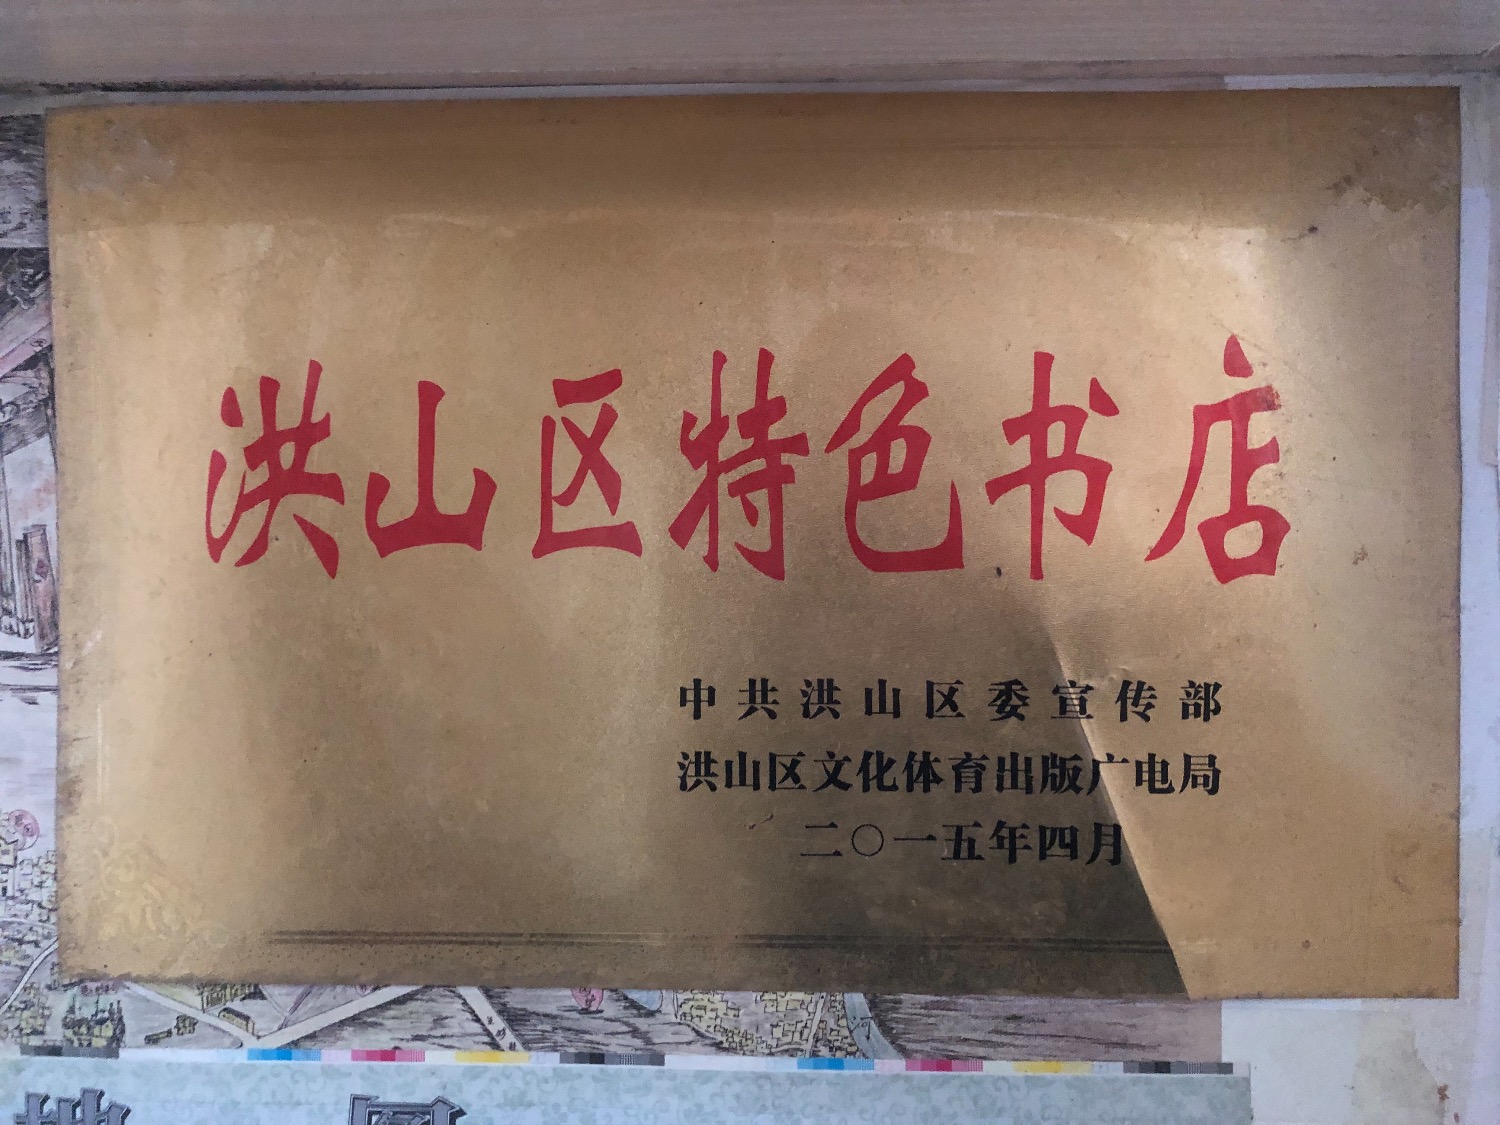 洪山区特色书店
中共洪山区委宣传部
洪山区文化体育出版广电局
二〇一五年四月